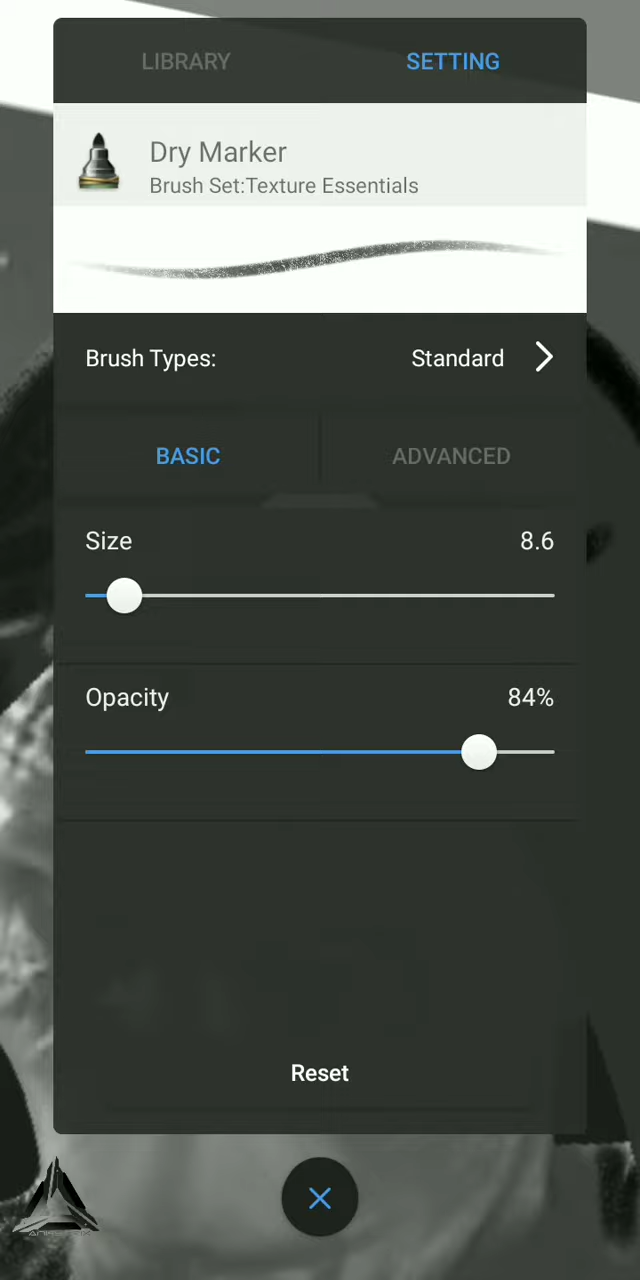 LIBRARY SETTING
Dry Marker
Brush Set:Texture Essentials
Brush Types: Standard
BASIC ADVANCED
Size 8.6
Opacity 84%
Reset